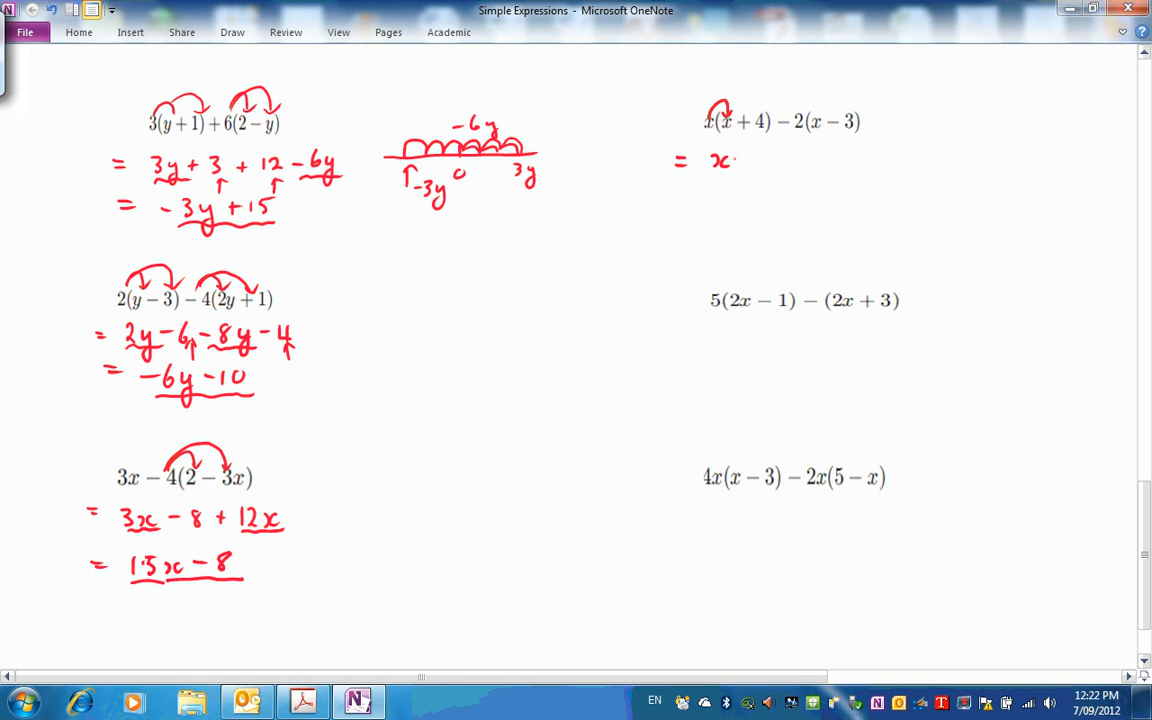 Simple Expressions - Microsoft OneNote
File Home Insert Share Draw Review View Pages Academic
3(y + 1) + 6(2 − y)
= 3y + 3 + 12 − 6y
= − 3y + 15
−6y
−3y 0 3y
2(y − 3) − 4(2y + 1)
= 2y − 6 − 8y − 4
= −6y − 10
3x − 4(2 − 3x)
= 3x − 8 + 12x
= 15x − 8
x(x + 4) − 2(x − 3)
= x
5(2x − 1) − (2x + 3)
4x(x − 3) − 2x(5 − x)
EN
12:22 PM
7/09/2012